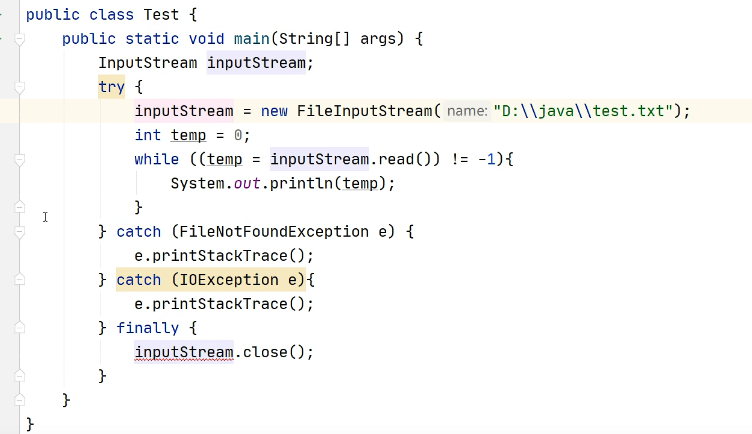 public class Test {
    public static void main(String[] args) {
        InputStream inputStream;
        try {
            inputStream = new FileInputStream( name: "D:\\java\\test.txt");
            int temp = 0;
            while ((temp = inputStream.read()) != -1){
                System.out.println(temp);
            }
        } catch (FileNotFoundException e) {
            e.printStackTrace();
        } catch (IOException e){
            e.printStackTrace();
        } finally {
            inputStream.close();
        }
    }
}